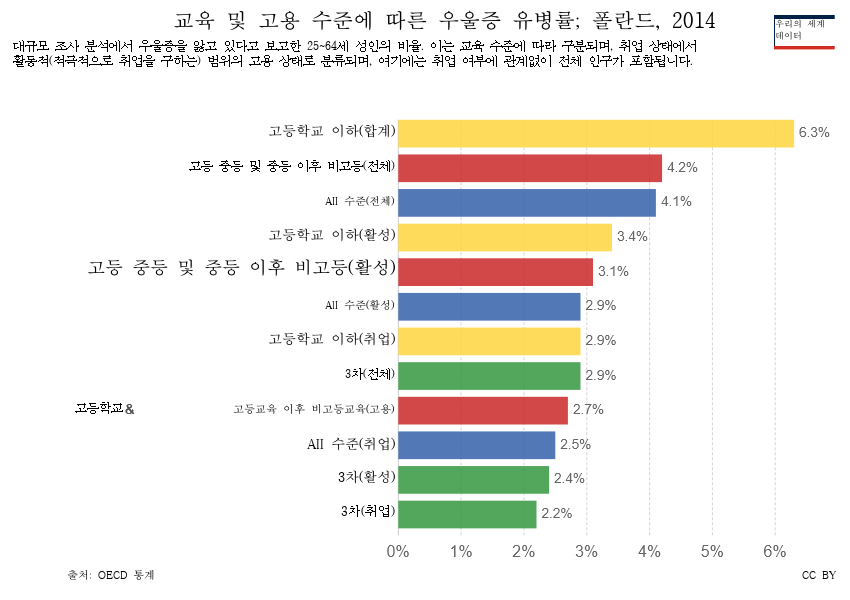 교육 및 고용 수준에 따른 우울증 유병률; 폴란드, 2014
우리의 세계
데이터
대규모 조사 분석에서 우울증을 앓고 있다고 보고한 25-64세 성인의 비율. 이는 교육 수준에 따라 구분되며, 취업 상태에서
활동적(적극적으로 취업을 구하는) 범위의 고용 상태로 분류되며, 여기에는 취업 여부에 관계없이 전체 인구가 포함됩니다.
고등학교 이하(합계) 6.3%
고등 중등 및 중등 이후 비고등(전체) 4.2%
All 수준(전체) 4.1%
고등학교 이하(활성) 3.4%
고등 중등 및 중등 이후 비고등(활성) 3.1%
All 수준(활성) 2.9%
고등학교 이하(취업) 2.9%
3차(전체) 2.9%
고등학교& 고등교육 이후 비고등교육(고용) 2.7%
All 수준(취업) 2.5%
3차(활성) 2.4%
3차(취업) 2.2%
0% 1% 2% 3% 4% 5% 6%
출처: OECD 통계 CC BY